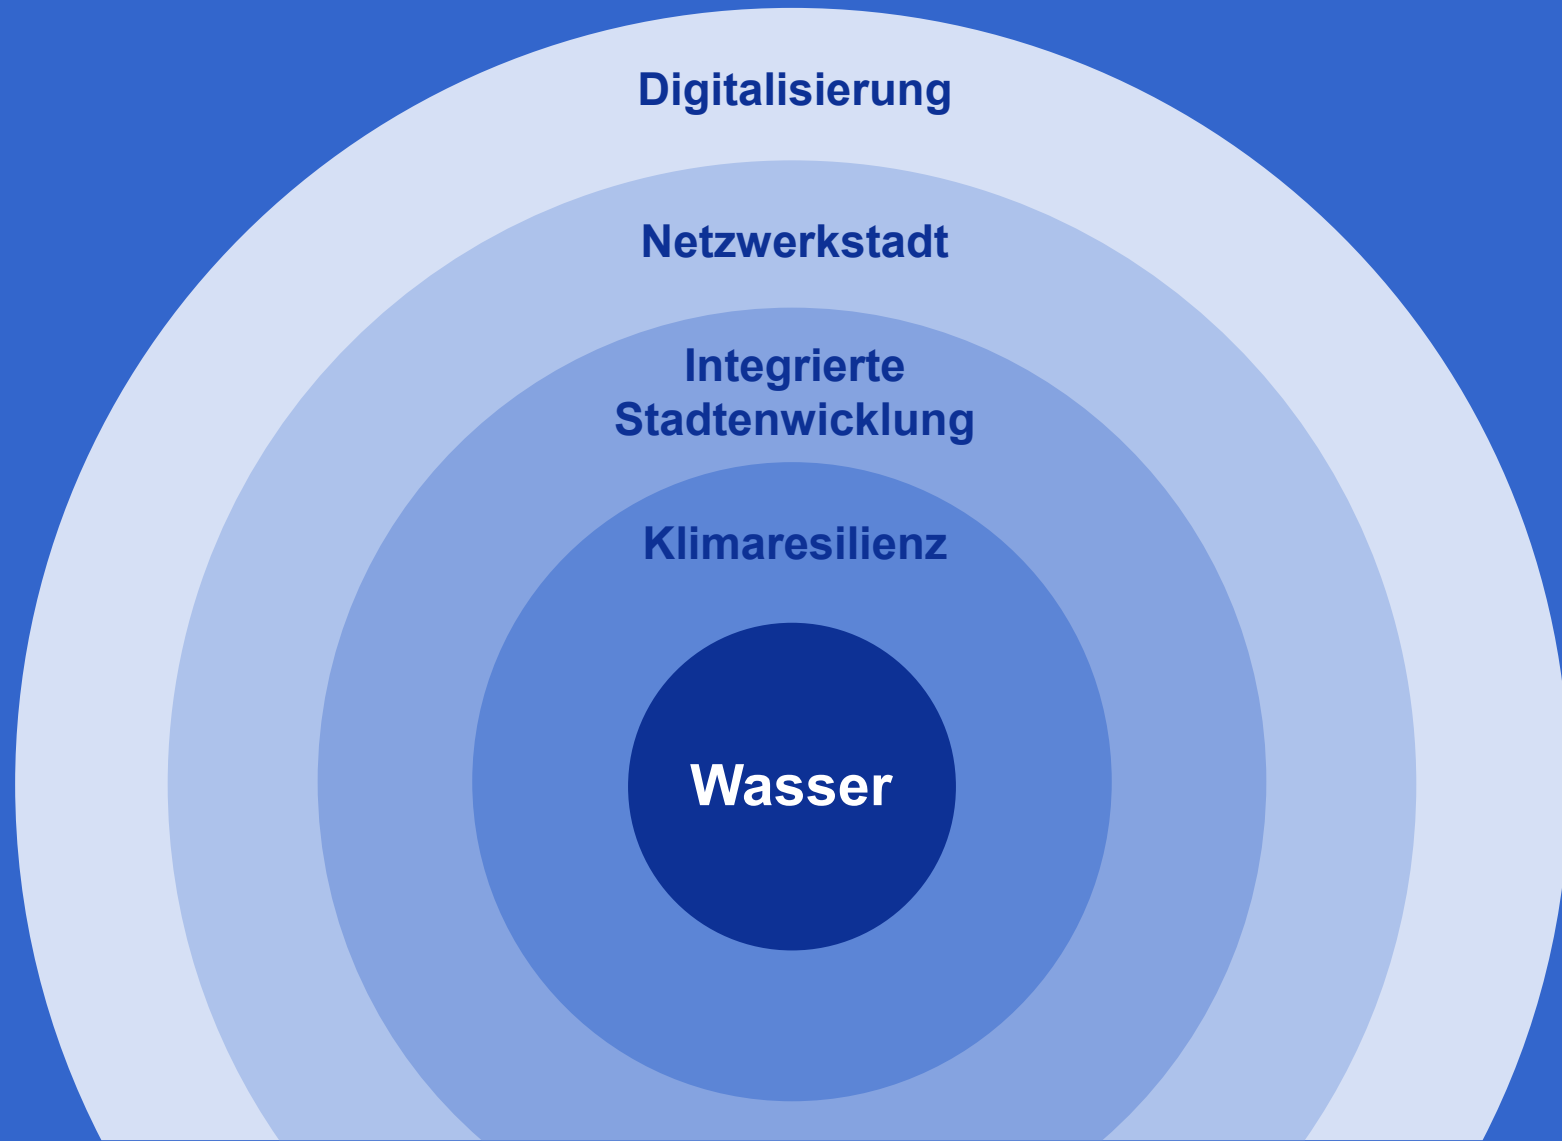 Digitalisierung
Netzwerkstadt
Integrierte
Stadtenwicklung
Klimaresilienz
Wasser